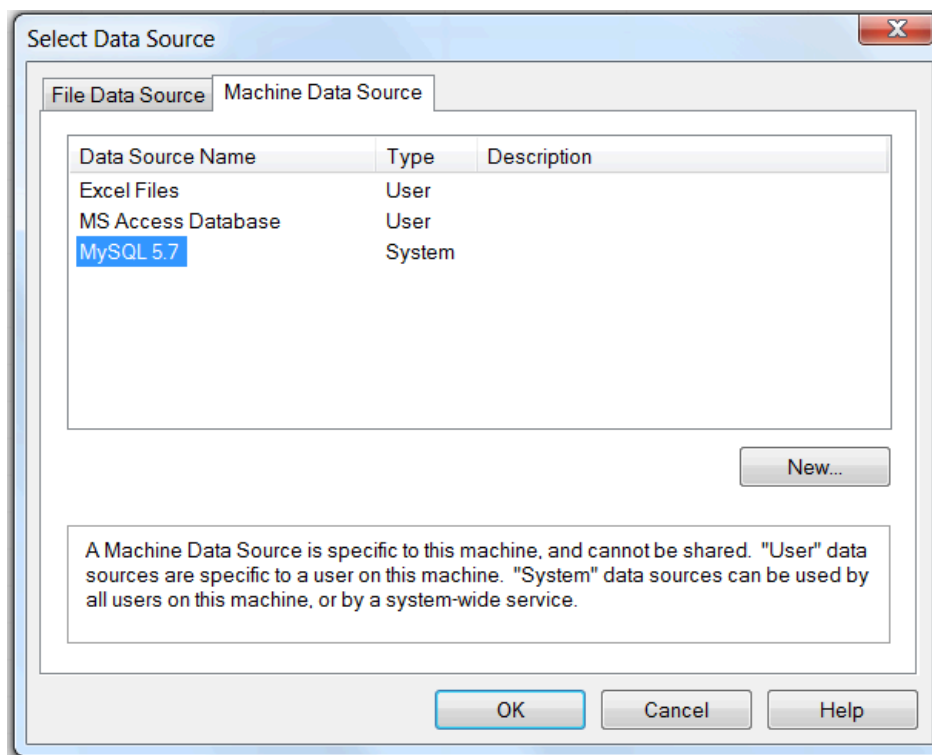 Select Data Source
X
File Data Source Machine Data Source
Data Source Name Type Description
Excel Files User
MS Access Database User
MySQL 5.7 System
New...
A Machine Data Source is specific to this machine, and cannot be shared. "User" data
sources are specific to a user on this machine. "System" data sources can be used by
all users on this machine, or by a system-wide service.
OK Cancel Help